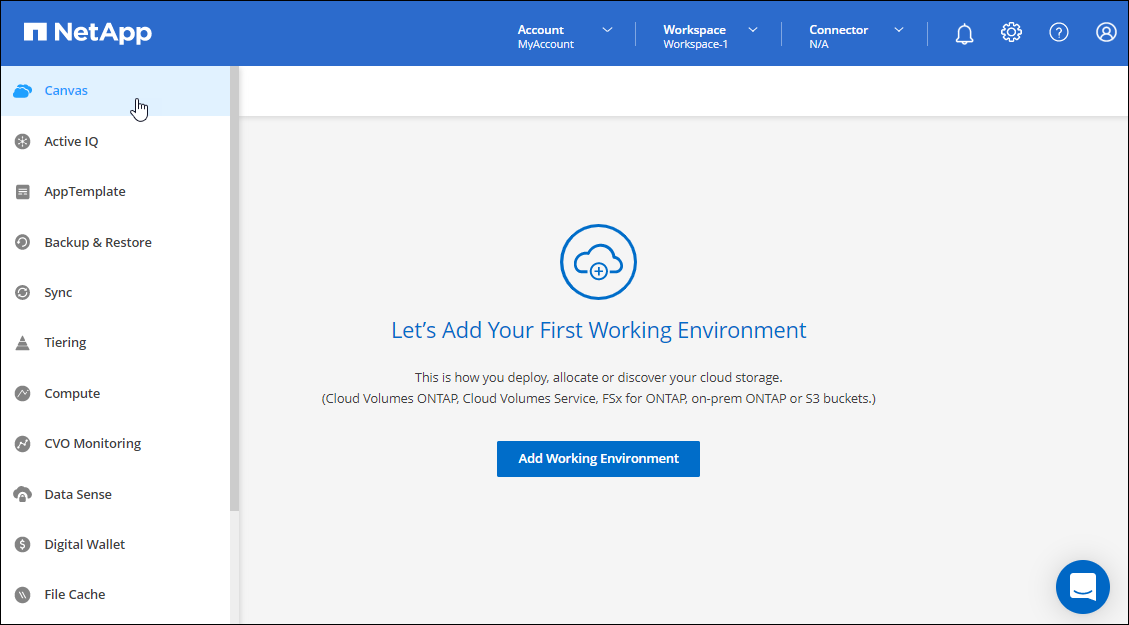 NetApp
Account
MyAccount
Workspace
Workspace-1
Connector
N/A
?
Canvas
Active IQ
AppTemplate
Backup & Restore
Sync
Tiering
Compute
CVO Monitoring
Data Sense
Digital Wallet
File Cache
Let's Add Your First Working Environment
This is how you deploy, allocate or discover your cloud storage.
(Cloud Volumes ONTAP, Cloud Volumes Service, FSx for ONTAP, on-prem ONTAP or S3 buckets.)
Add Working Environment